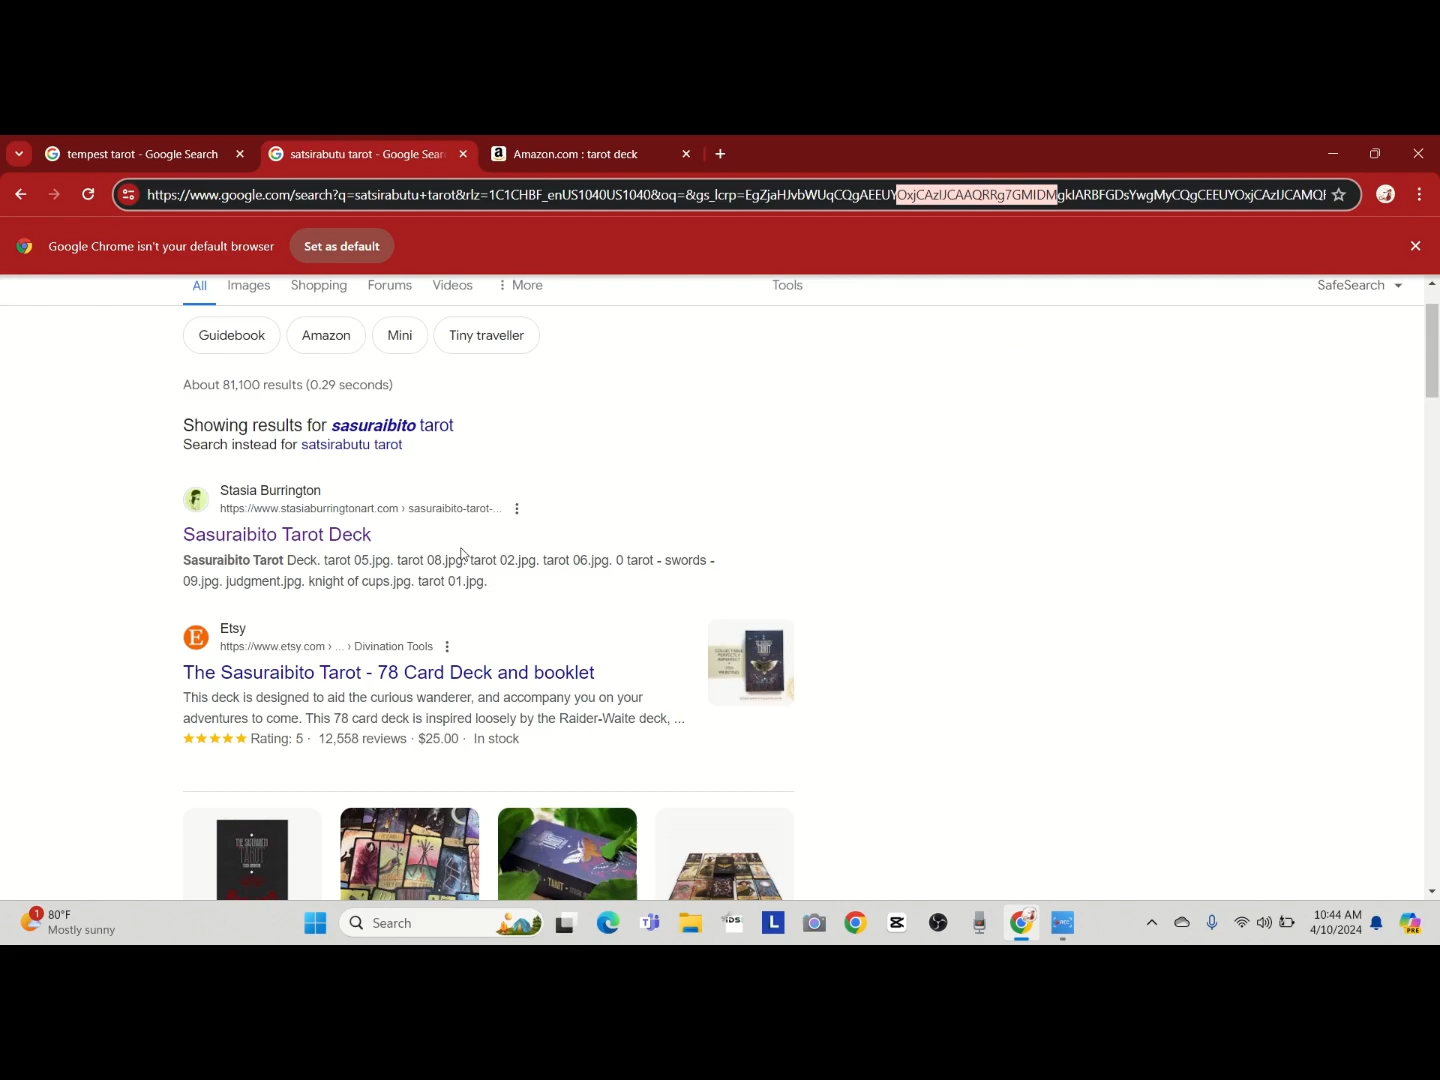 tempest tarot - Google Search
satsirabutu tarot - Google Sear
Amazon.com : tarot deck
https://www.google.com/search?q=satsirabutu+tarot&rlz=1C1CHBF_enUS1040US1040&oq=&gs_lcrp=EgZjaHJvbWUqCQgAEEUYOxjCAzIJCAAQRRg7GMIDMgkIARBFGDsYwgMyCQgCEEUYOxjCAzIJCAMQF
Google Chrome isn't your default browser
Set as default
All Images Shopping Forums Videos More Tools SafeSearch
Guidebook Amazon Mini Tiny traveller
About 81,100 results (0.29 seconds)
Showing results for sasuraibito tarot
Search instead for satsirabutu tarot
Stasia Burrington
https://www.stasiaburringtonart.com › sasuraibito-tarot-...
Sasuraibito Tarot Deck
Sasuraibito Tarot Deck. tarot 05.jpg. tarot 08.jpg. tarot 02.jpg. tarot 06.jpg. 0 tarot - swords -
09.jpg. judgment.jpg. knight of cups.jpg. tarot 01.jpg.
E
Etsy
https://www.etsy.com › ... › Divination Tools
The Sasuraibito Tarot - 78 Card Deck and booklet
This deck is designed to aid the curious wanderer, and accompany you on your
adventures to come. This 78 card deck is inspired loosely by the Raider-Waite deck, ...
Rating: 5 · 12,558 reviews · $25.00 · In stock
TAROT
TAROT
TAROT
1
80°F
Mostly sunny
Search
iDS
L
10:44 AM
4/10/2024
PRE